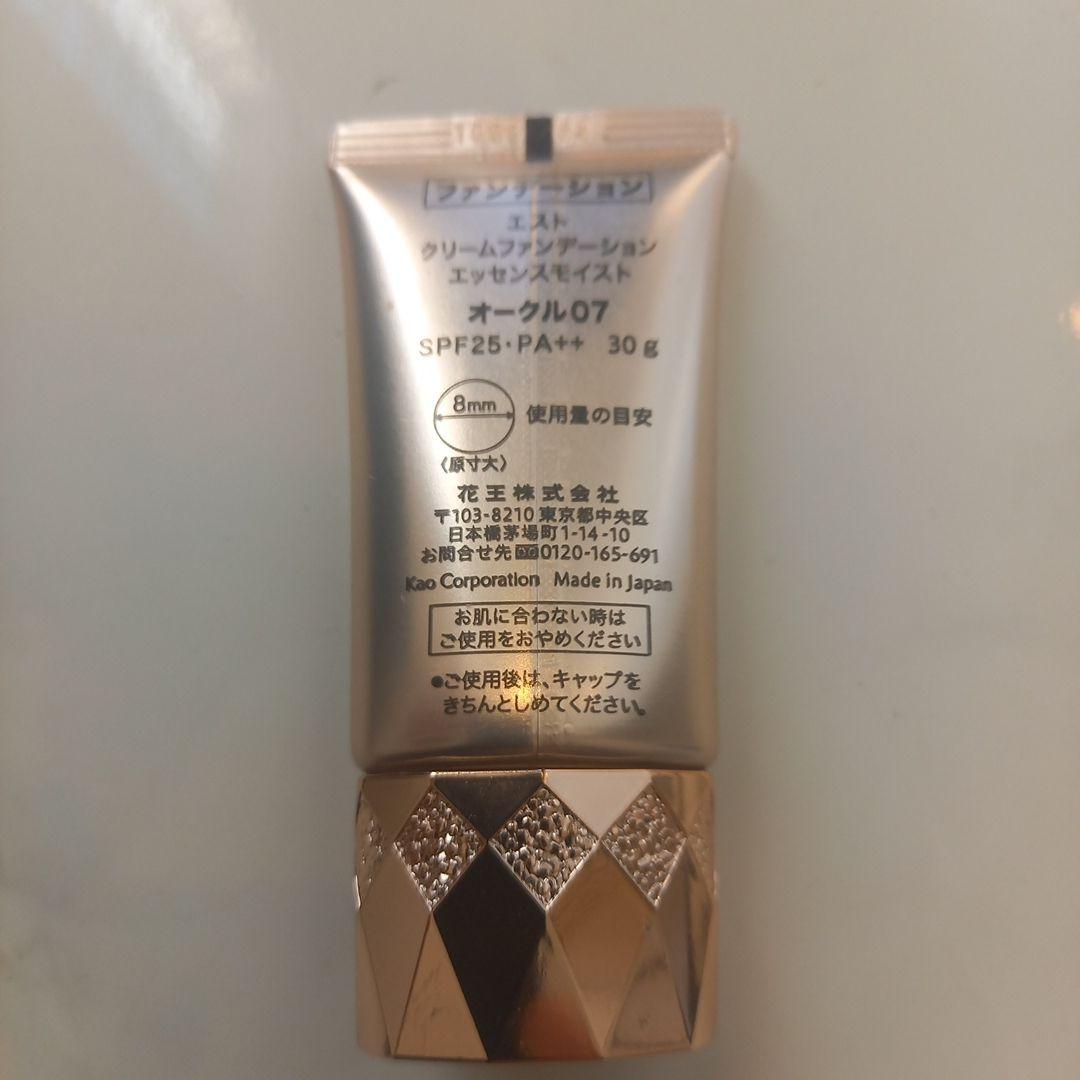 ファンデーション
エスト
クリームファンデーション
エッセンスモイスト
オークル07
SPF25・PA++ 30g
8mm 使用量の目安
〈原寸大〉
花王株式会社
〒103-8210 東京都中央区
日本橋茅場町1-14-10
お問合せ先 0120-165-691
Kao Corporation Made in Japan
お肌に合わない時は
ご使用をおやめください
●ご使用後は、キャップを
きちんとしめてください。